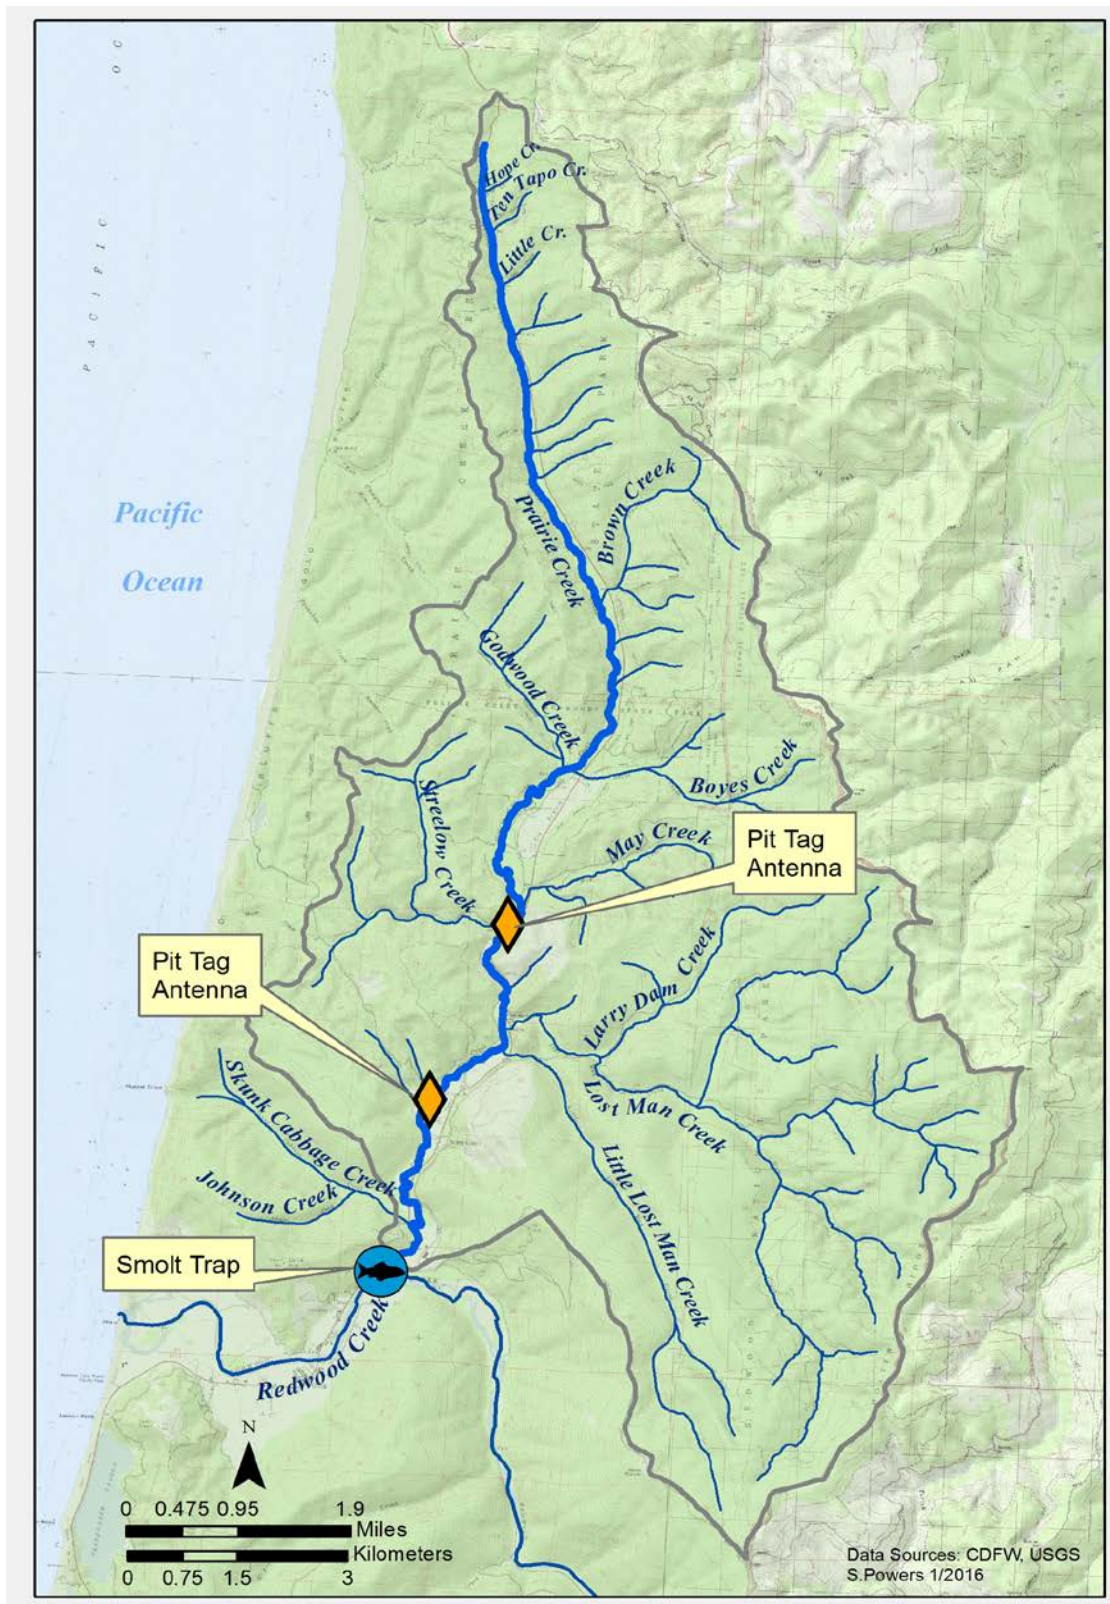 P A C I F I C   O C
Hope Cr.
Ten Tapo Cr.
Little Cr.
Brown Creek
Prairie Creek
Pacific
Ocean
Godwood Creek
Boyes Creek
Streelow Creek
May Creek
Pit Tag
Antenna
Larry Dam Creek
Pit Tag
Antenna
Lost Man Creek
Skunk Cabbage Creek
Johnson Creek
Little Lost Man Creek
Smolt Trap
Redwood Creek
N
0 0.475 0.95 1.9
Miles
Kilometers
0 0.75 1.5 3
Data Sources: CDFW, USGS
S.Powers 1/2016